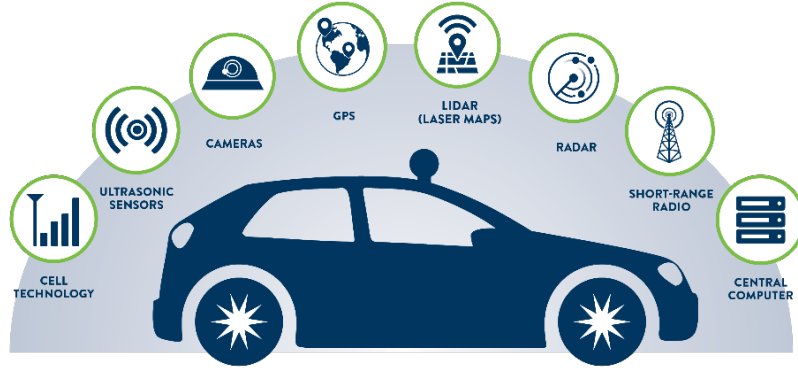 CELL
TECHNOLOGY
ULTRASONIC
SENSORS
CAMERAS
GPS
LIDAR
(LASER MAPS)
RADAR
SHORT-RANGE
RADIO
CENTRAL
COMPUTER